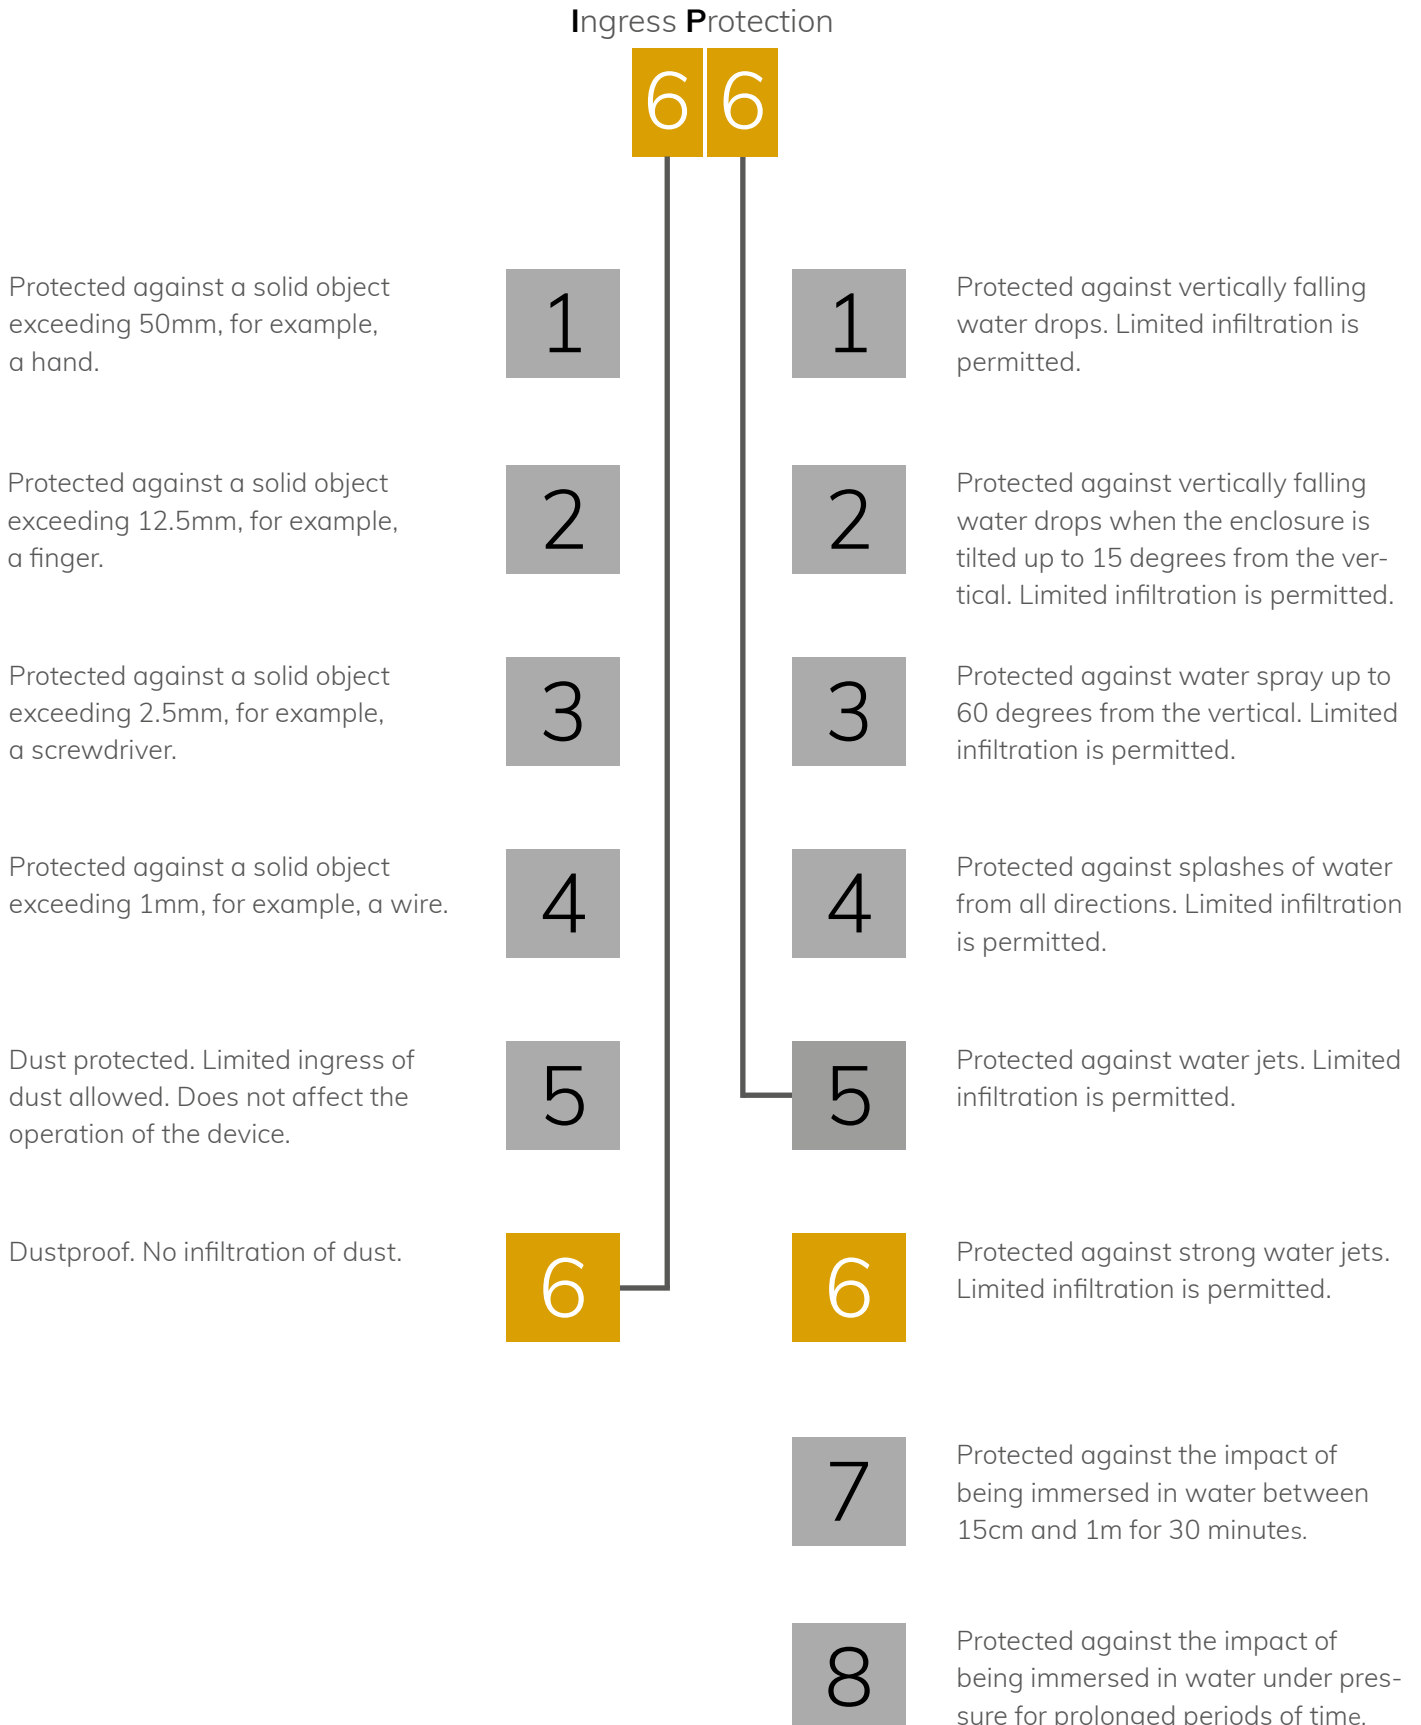 Ingress Protection
6 6
Protected against a solid object
exceeding 50mm, for example,
a hand.
1
1
Protected against vertically falling
water drops. Limited infiltration is
permitted.
Protected against a solid object
exceeding 12.5mm, for example,
a finger.
2
2
Protected against vertically falling
water drops when the enclosure is
tilted up to 15 degrees from the ver-
tical. Limited infiltration is permitted.
Protected against a solid object
exceeding 2.5mm, for example,
a screwdriver.
3
3
Protected against water spray up to
60 degrees from the vertical. Limited
infiltration is permitted.
Protected against a solid object
exceeding 1mm, for example, a wire.
4
4
Protected against splashes of water
from all directions. Limited infiltration
is permitted.
Dust protected. Limited ingress of
dust allowed. Does not affect the
operation of the device.
5
5
Protected against water jets. Limited
infiltration is permitted.
Dustproof. No infiltration of dust.
6
6
Protected against strong water jets.
Limited infiltration is permitted.
7
Protected against the impact of
being immersed in water between
15cm and 1m for 30 minutes.
8
Protected against the impact of
being immersed in water under pres-
sure for prolonged periods of time.